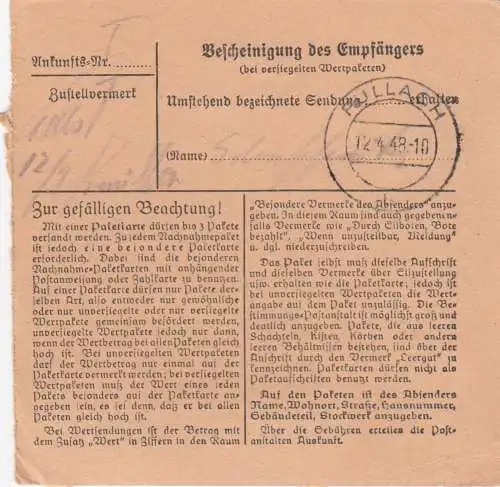 Ankunfts-Nr.
Zustellvermerk
12/4
Bescheinigung des Empfängers
(bei versiegelten Wertpaketen)
Umstehend bezeichnete Sendung erhalten
(Name)
PULLACH
12.4.48-10
Zur gefälligen Beachtung!
Mit einer Paketkarte dürfen bis 3 Pakete
versandt werden. Zu jedem Nachnahmepaket
ist jedoch eine besondere Paketkarte
erforderlich. Dabei sind die besonderen
Nachnahme-Paketkarten mit anhängender
Postanweisung oder Zahlkarte zu benutzen.
Auf einer Paketkarte dürfen nur Pakete der-
selben Art, also entweder nur gewöhnliche
oder nur unversiegelte oder nur versiegelte
Wertpakete gemeinsam befördert werden,
unversiegelte Wertpakete jedoch nur dann,
wenn der Wertbetrag bei allen Paketen gleich
hoch ist. Bei unversiegelten Wertpaketen
darf der Wertbetrag nur einmal auf der
Paketkarte vermerkt werden; bei versiegelten
Wertpaketen muß der Wert eines jeden
Pakets besonders auf der Paketkarte an-
gegeben sein, es sei denn, daß er bei allen
Paketen gleich hoch ist.
Bei Wertsendungen ist der Betrag mit
dem Zusatz „Wert" in Ziffern in den Raum
„Besondere Vermerke des Absenders" anzu-
geben. In diesem Raum sind auch gegebenen-
falls Vermerke wie „Durch Eilboten, Bote
bezahlt", „Wenn unzustellbar, Meldung"
u. dgl. niederzuschreiben.
Das Paket selbst muß dieselbe Aufschrift
und dieselben Vermerke über Eilzustellung
usw. erhalten wie die Paketkarte; jedoch ist
bei unversiegelten Wertpaketen die Wert-
angabe auf dem Paket unzulässig. Die Be-
stimmungs-Postanstalt ist möglichst groß und
deutlich anzugeben. Pakete, die aus leeren
Schachteln, Kisten, Körben oder anderen
leeren Behältnissen bestehen, sind über der
Anschrift durch den Vermerk „Leergut" zu
kennzeichnen. Paketkarten dürfen nicht als
Paketaufschriften benutzt werden.
Auf den Paketen ist des Absenders
Name, Wohnort, Straße, Hausnummer,
Gebäudeteil, Stockwerk anzugeben.
Über die Gebühren erteilen die Post-
anstalten Auskunft.